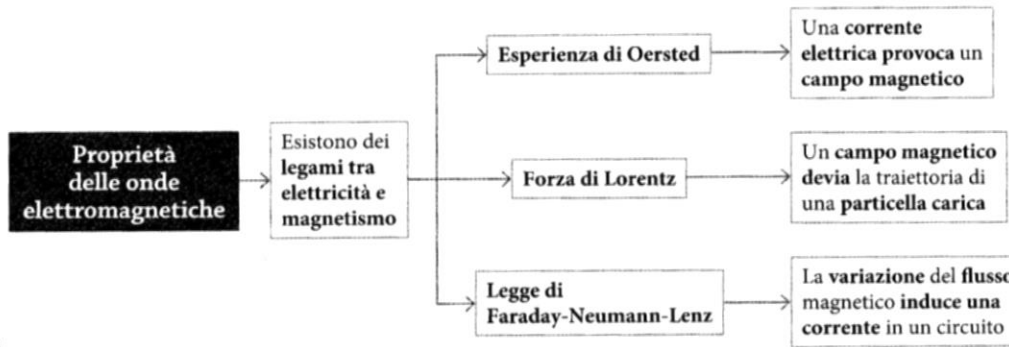 Proprietà
delle onde
elettromagnetiche
Esistono dei
legami tra
elettricità e
magnetismo
Esperienza di Oersted
Una corrente
elettrica provoca un
campo magnetico
Forza di Lorentz
Un campo magnetico
devia la traiettoria di
una particella carica
Legge di
Faraday-Neumann-Lenz
La variazione del flusso
magnetico induce una
corrente in un circuito